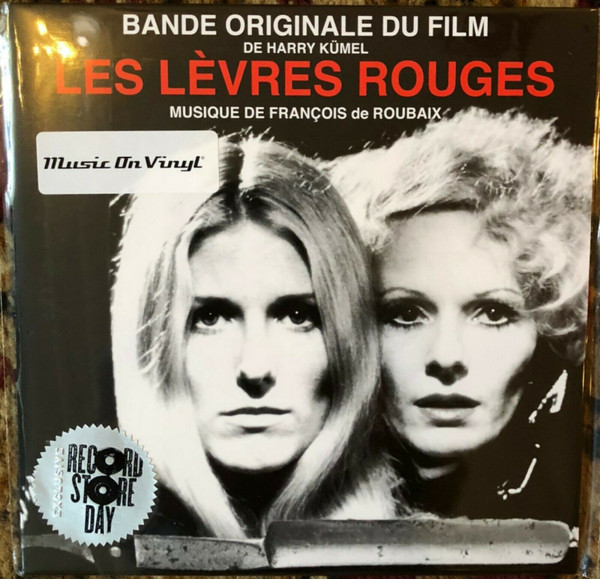 BANDE ORIGINALE DU FILM
DE HARRY KÜMEL
LES LÈVRES ROUGES
MUSIQUE DE FRANÇOIS de ROUBAIX
Music On Vinyl
EXCLUSIVE
RECORD
STORE
DAY